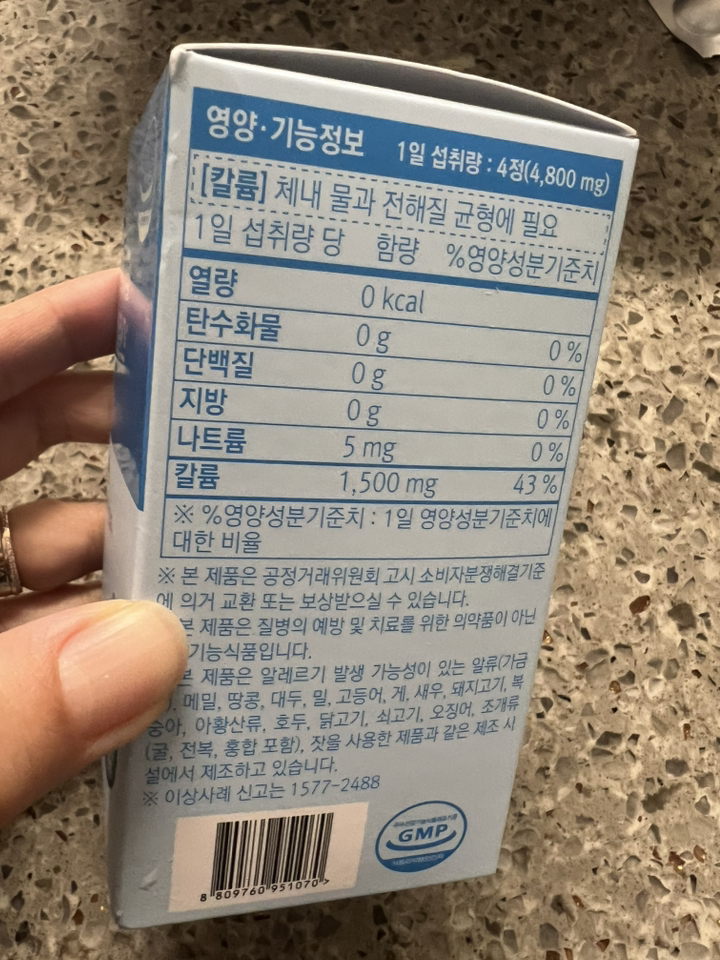 영양·기능정보 1일 섭취량 : 4정(4,800 mg)
[칼륨] 체내 물과 전해질 균형에 필요
1일 섭취량 당 함량 %영양성분기준치
열량 0 kcal
탄수화물 0 g 0 %
단백질 0 g 0 %
지방 0 g 0 %
나트륨 5 mg 0 %
칼륨 1,500 mg 43 %
※ %영양성분기준치 : 1일 영양성분기준치에
대한 비율
※ 본 제품은 공정거래위원회 고시 소비자분쟁해결기준
에 의거 교환 또는 보상받으실 수 있습니다.
본 제품은 질병의 예방 및 치료를 위한 의약품이 아닌
기능식품입니다.
본 제품은 알레르기 발생 가능성이 있는 알류(가금
메밀, 땅콩, 대두, 밀, 고등어, 게, 새우, 돼지고기, 복
숭아, 아황산류, 호두, 닭고기, 쇠고기, 오징어, 조개류
(굴, 전복, 홍합 포함), 잣을 사용한 제품과 같은 제조 시
설에서 제조하고 있습니다.
※ 이상사례 신고는 1577-2488
GMP
8 809760 951070 >